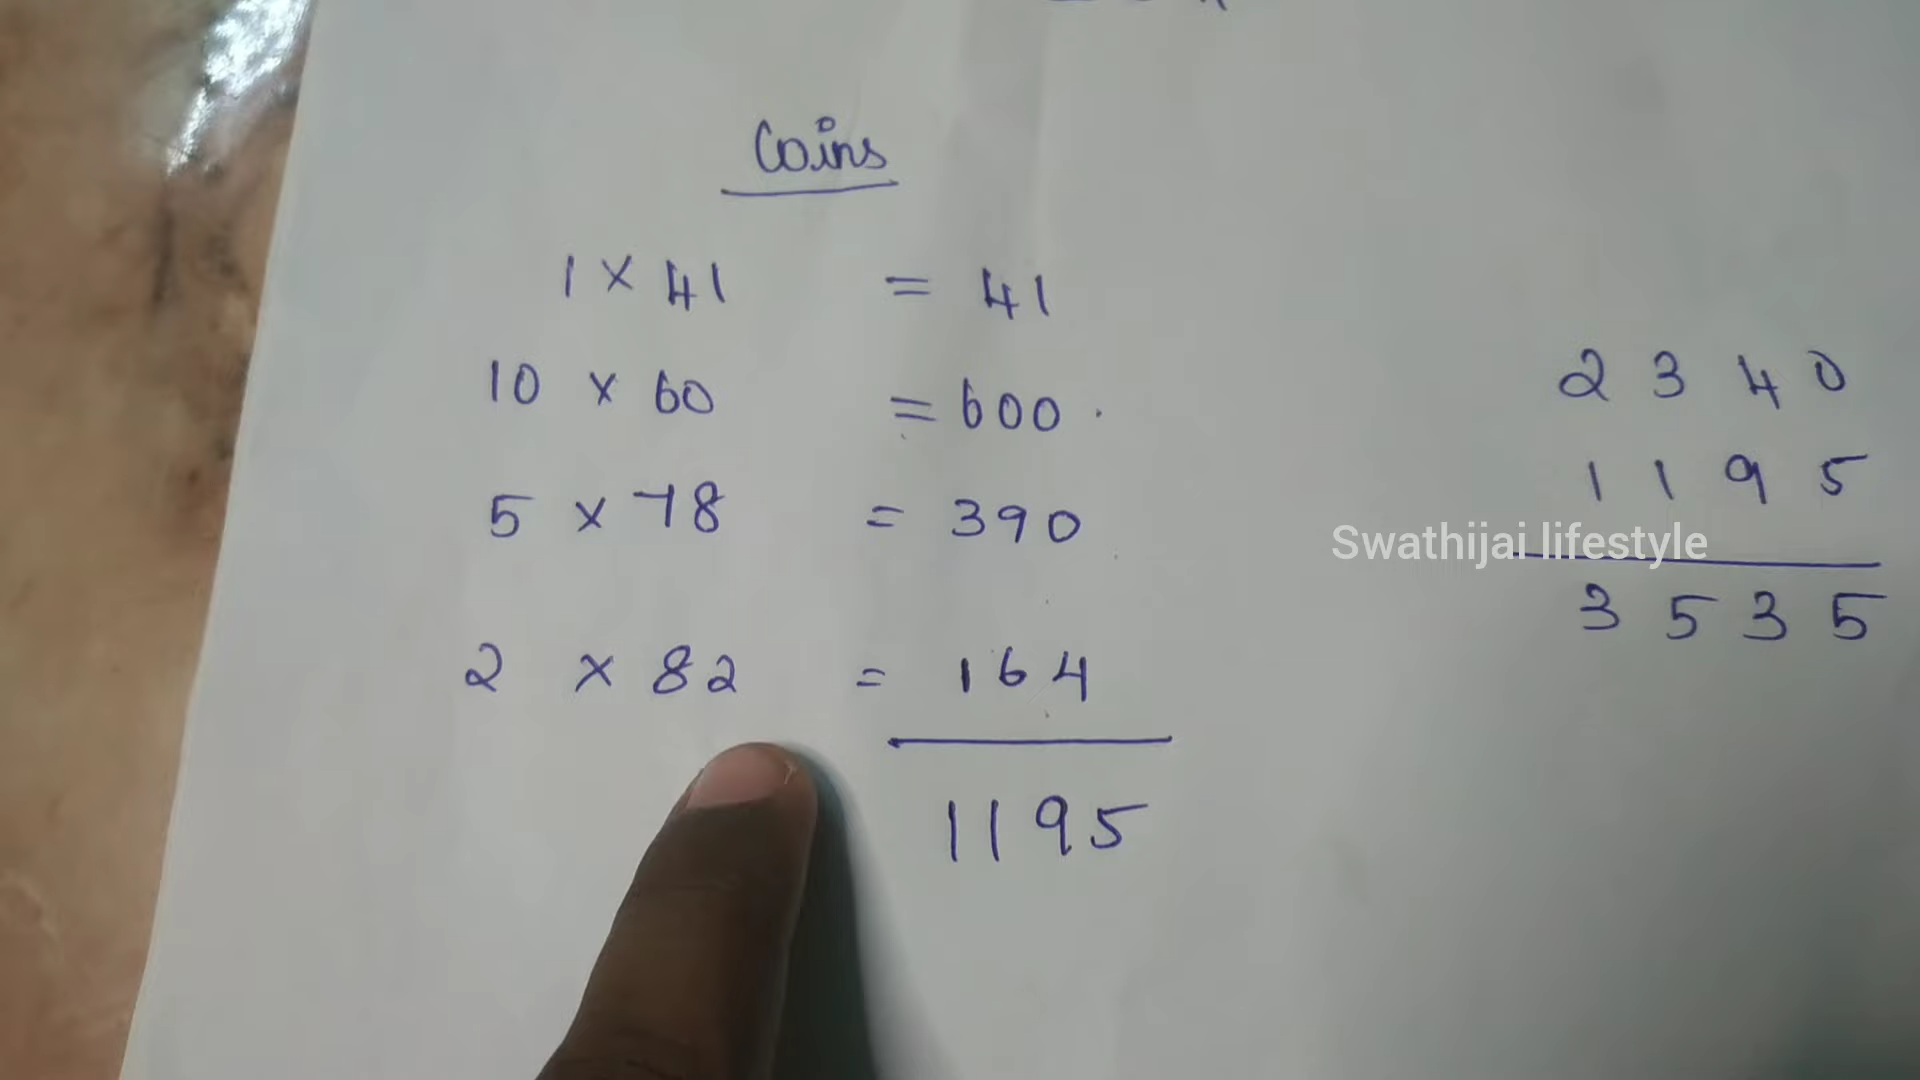 Coins
1 × 41 = 41
10 × 60 = 600
5 × 78 = 390
2 × 82 = 164
1195
2340
1195
Swathijai lifestyle
3535